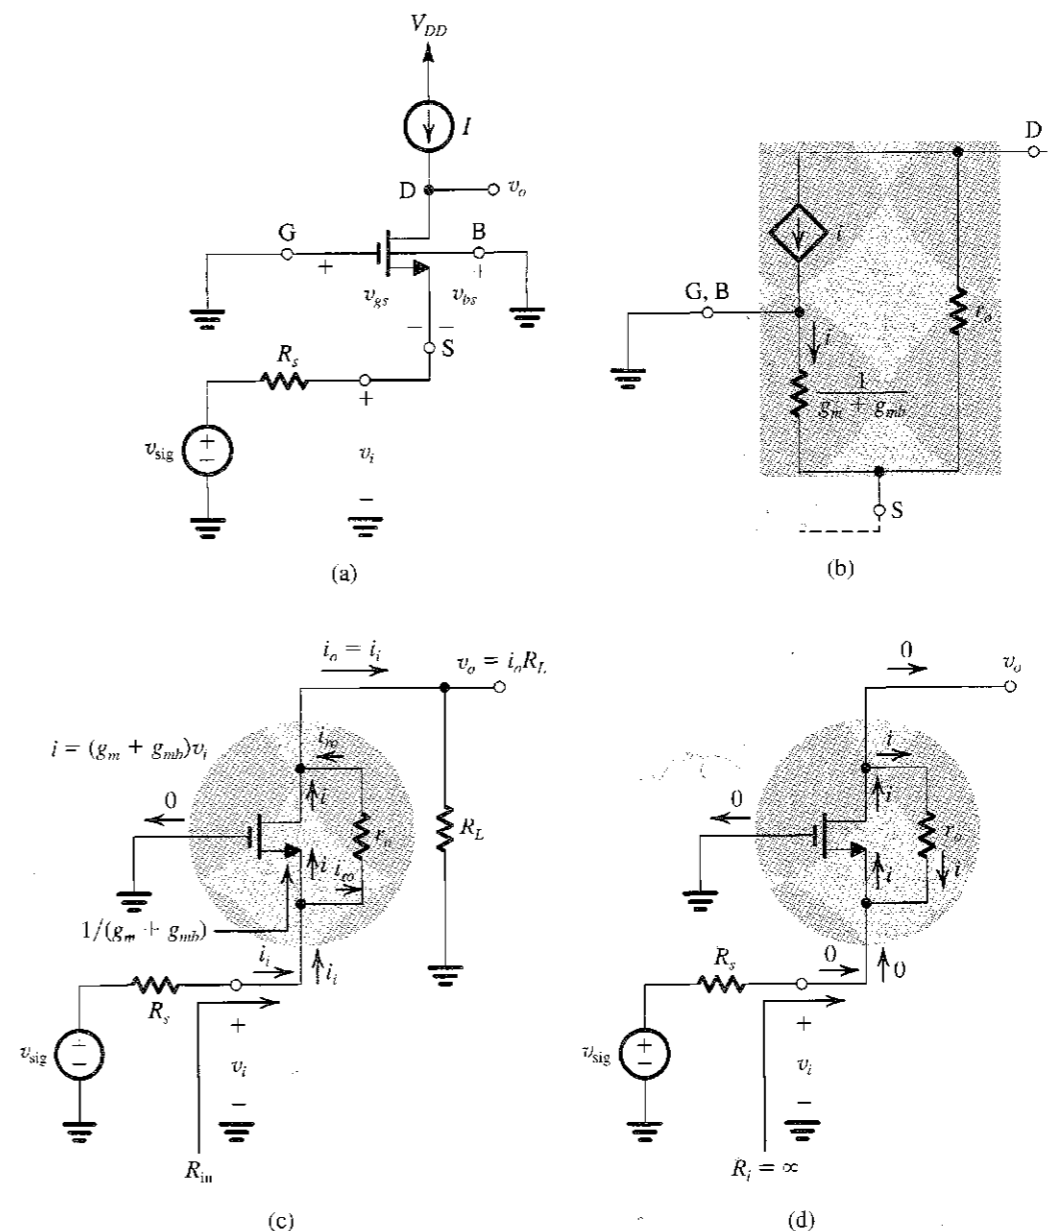 V_DD
I
D
v_o
G
B
+
+
v_gs
v_bs
−
−
R_s
S
+
v_sig
+
−
v_i
−
(a)
D
i
G, B
i
r_o
1/(g_m + g_mb)
S
(b)
i_o = i_i
v_o = i_o R_L
i = (g_m + g_mb)v_i
i_ro
i
0
r_o
R_L
i
i_ro
1/(g_m + g_mb)
i_i
i_i
R_s
+
v_sig
v_i
−
R_in
(c)
0
v_o
i
i
0
r_o
i
i
R_s
0
0
+
v_sig
+
−
v_i
−
R_i = ∞
(d)